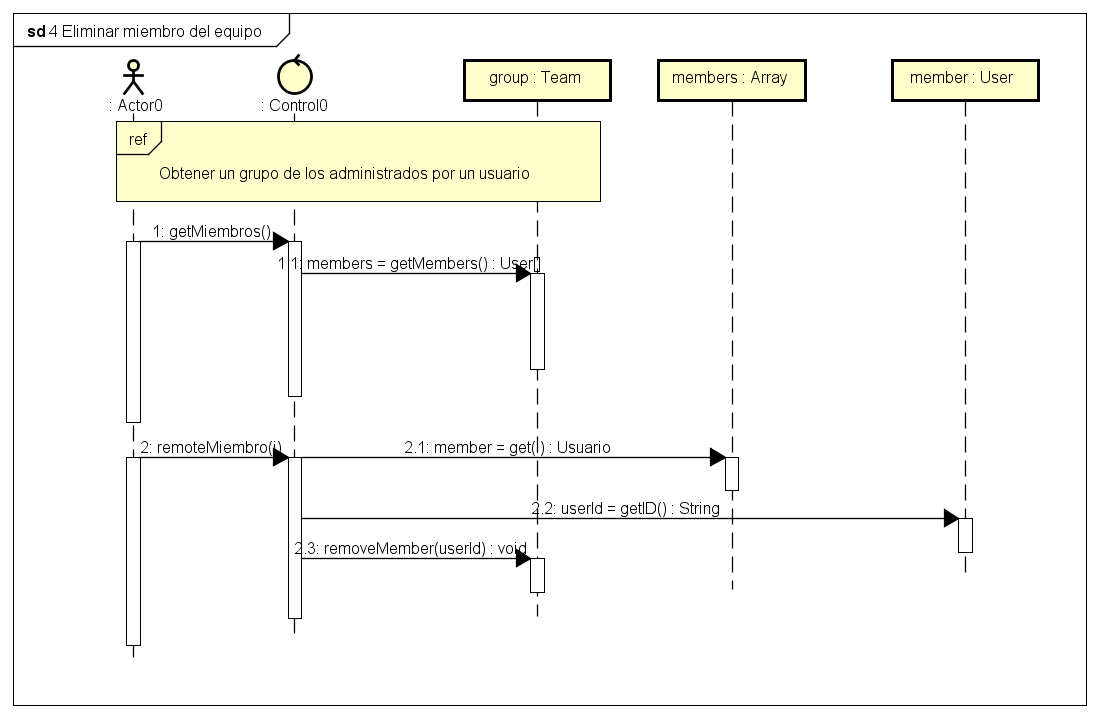 sd 4 Eliminar miembro del equipo
: Actor0
: Control0
group : Team
members : Array
member : User
ref
Obtener un grupo de los administrados por un usuario
1: getMiembros()
1.1: members = getMembers() : User[]
2: remoteMiembro(i)
2.1: member = get(i) : Usuario
2.2: userId = getID() : String
2.3: removeMember(userId) : void